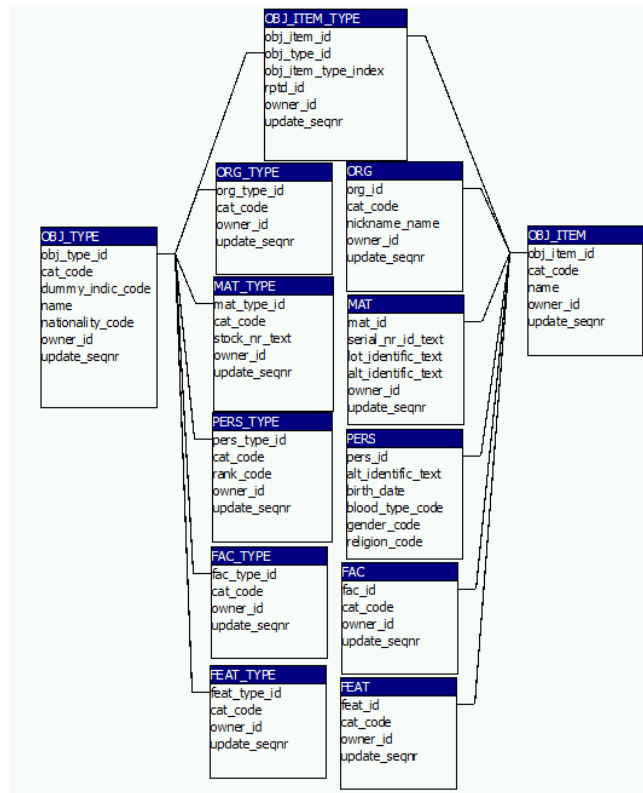 OBJ_ITEM_TYPE
obj_item_id
obj_type_id
obj_item_type_index
rptd_id
owner_id
update_seqnr
ORG_TYPE
org_type_id
cat_code
owner_id
update_seqnr
ORG
org_id
cat_code
nickname_name
owner_id
update_seqnr
OBJ_TYPE
obj_type_id
cat_code
dummy_indic_code
name
nationality_code
owner_id
update_seqnr
OBJ_ITEM
obj_item_id
cat_code
name
owner_id
update_seqnr
MAT_TYPE
mat_type_id
cat_code
stock_nr_text
owner_id
update_seqnr
MAT
mat_id
serial_nr_id_text
lot_identific_text
alt_identific_text
owner_id
update_seqnr
PERS_TYPE
pers_type_id
cat_code
rank_code
owner_id
update_seqnr
PERS
pers_id
alt_identific_text
birth_date
blood_type_code
gender_code
religion_code
FAC_TYPE
fac_type_id
cat_code
owner_id
update_seqnr
FAC
fac_id
cat_code
owner_id
update_seqnr
FEAT_TYPE
feat_type_id
cat_code
owner_id
update_seqnr
FEAT
feat_id
cat_code
owner_id
update_seqnr